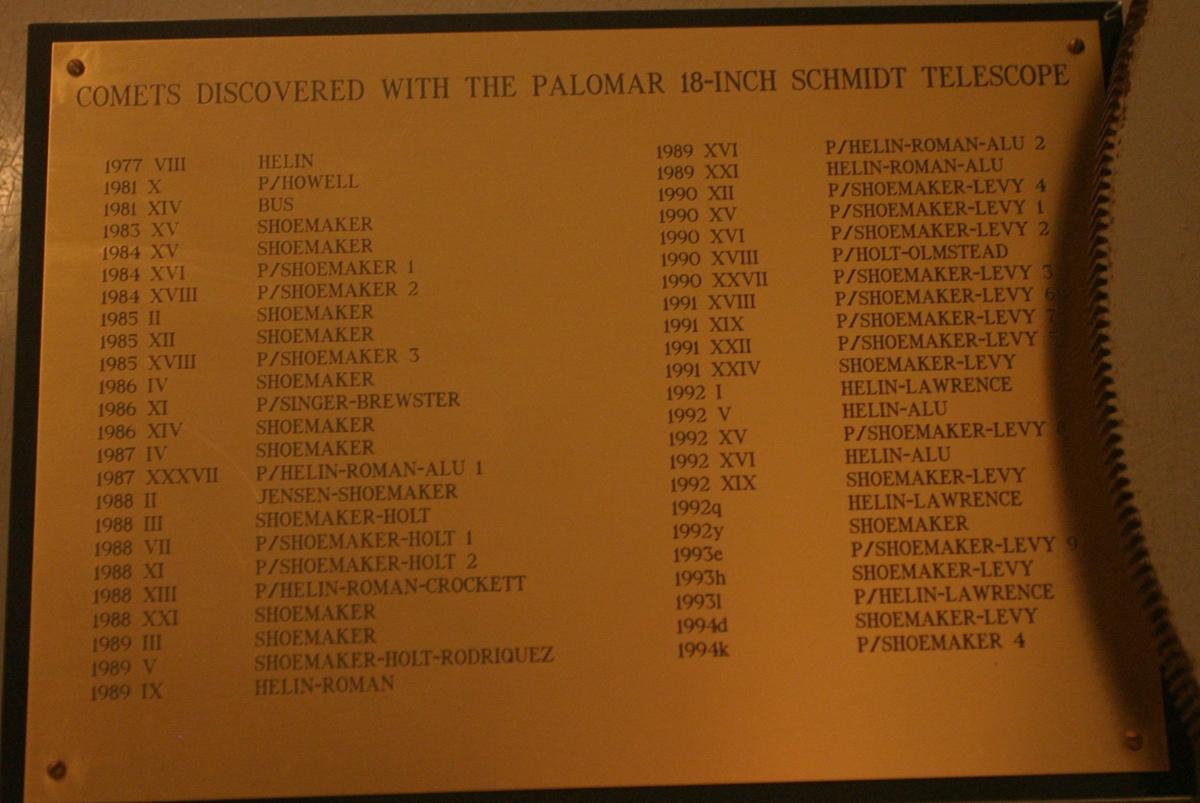 COMETS DISCOVERED WITH THE PALOMAR 18-INCH SCHMIDT TELESCOPE
1977 VIII HELIN
1981 X P/HOWELL
1981 XIV BUS
1983 XV SHOEMAKER
1984 XV SHOEMAKER
1984 XVI P/SHOEMAKER 1
1984 XVIII P/SHOEMAKER 2
1985 II SHOEMAKER
1985 XII SHOEMAKER
1985 XVIII P/SHOEMAKER 3
1986 IV SHOEMAKER
1986 XI P/SINGER-BREWSTER
1986 XIV SHOEMAKER
1987 IV SHOEMAKER
1987 XXXVII P/HELIN-ROMAN-ALU 1
1988 II JENSEN-SHOEMAKER
1988 III SHOEMAKER-HOLT
1988 VII P/SHOEMAKER-HOLT 1
1988 XI P/SHOEMAKER-HOLT 2
1988 XIII P/HELIN-ROMAN-CROCKETT
1988 XXI SHOEMAKER
1989 III SHOEMAKER
1989 V SHOEMAKER-HOLT-RODRIQUEZ
1989 IX HELIN-ROMAN
1989 XVI P/HELIN-ROMAN-ALU 2
1989 XXI HELIN-ROMAN-ALU
1990 XII P/SHOEMAKER-LEVY 4
1990 XV P/SHOEMAKER-LEVY 1
1990 XVI P/SHOEMAKER-LEVY 2
1990 XVIII P/HOLT-OLMSTEAD
1990 XXVII P/SHOEMAKER-LEVY 3
1991 XVIII P/SHOEMAKER-LEVY 6
1991 XIX P/SHOEMAKER-LEVY 7
1991 XXII P/SHOEMAKER-LEVY 5
1991 XXIV SHOEMAKER-LEVY
1992 I HELIN-LAWRENCE
1992 V HELIN-ALU
1992 XV P/SHOEMAKER-LEVY 8
1992 XVI HELIN-ALU
1992 XIX SHOEMAKER-LEVY
1992q HELIN-LAWRENCE
1992y SHOEMAKER
1993e P/SHOEMAKER-LEVY 9
1993h SHOEMAKER-LEVY
1993l P/HELIN-LAWRENCE
1994d SHOEMAKER-LEVY
1994k P/SHOEMAKER 4